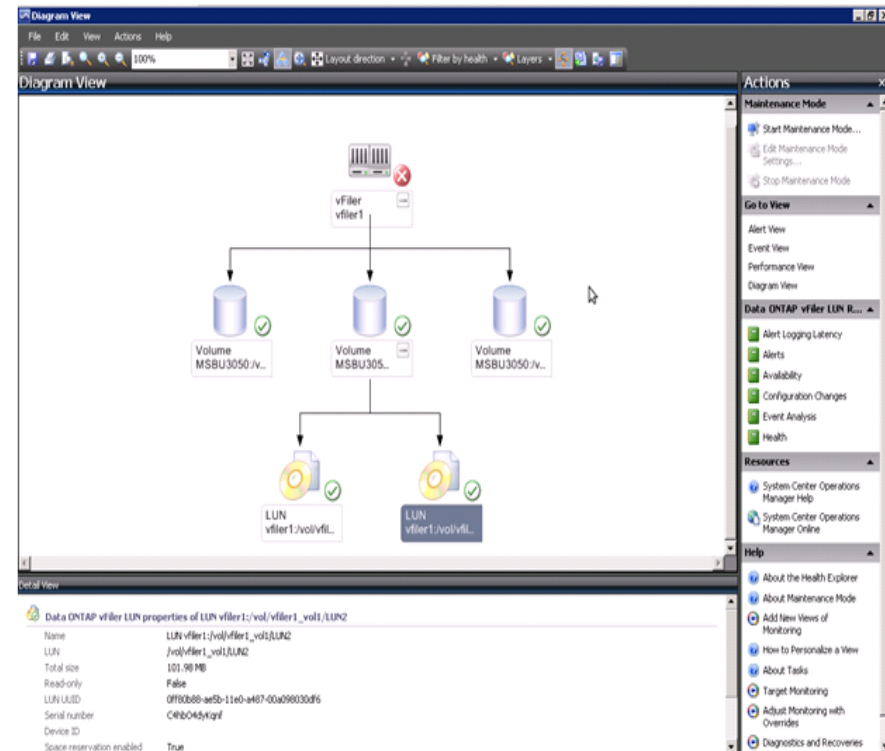 Diagram View
File Edit View Actions Help
100% Layout direction Filter by health Layers
Diagram View
vFiler
vfiler1
Volume
MSBU3050:/v...
Volume
MSBU305...
Volume
MSBU3050:/v...
LUN
vfiler1:/vol/vfil...
LUN
vfiler1:/vol/vfil...
Detail View
Data ONTAP vFiler LUN properties of LUN vfiler1:/vol/vfiler1_vol1/LUN2
Name LUN vfiler1:/vol/vfiler1_vol1/LUN2
LUN /vol/vfiler1_vol1/LUN2
Total size 101.98 MB
Read-only False
LUN UUID 0ff80b88-ae5b-11e0-a487-00a098030df6
Serial number
Device ID
Space reservation enabled True
Actions
Maintenance Mode
Start Maintenance Mode...
Edit Maintenance Mode
Settings...
Stop Maintenance Mode
Go to View
Alert View
Event View
Performance View
Diagram View
Data ONTAP vFiler LUN R...
Alert Logging Latency
Alerts
Availability
Configuration Changes
Event Analysis
Health
Resources
System Center Operations
Manager Help
System Center Operations
Manager Online
Help
About the Health Explorer
About Maintenance Mode
Add New Views of
Monitoring
How to Personalize a View
About Tasks
Target Monitoring
Adjust Monitoring with
Overrides
Diagnostics and Recoveries